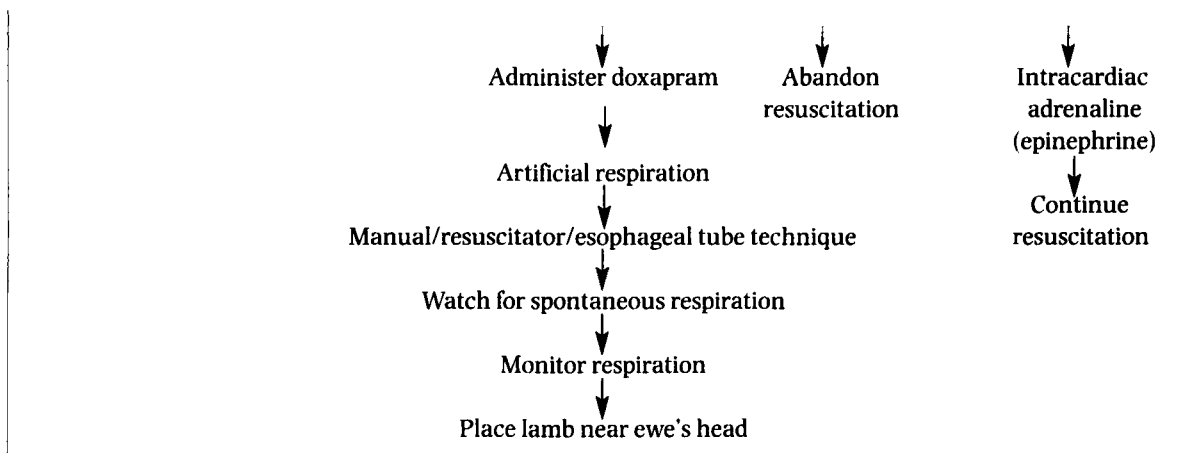 Administer doxapram
Abandon
resuscitation
Intracardiac
adrenaline
(epinephrine)
Artificial respiration
Continue
resuscitation
Manual/resuscitator/esophageal tube technique
Watch for spontaneous respiration
Monitor respiration
Place lamb near ewe's head